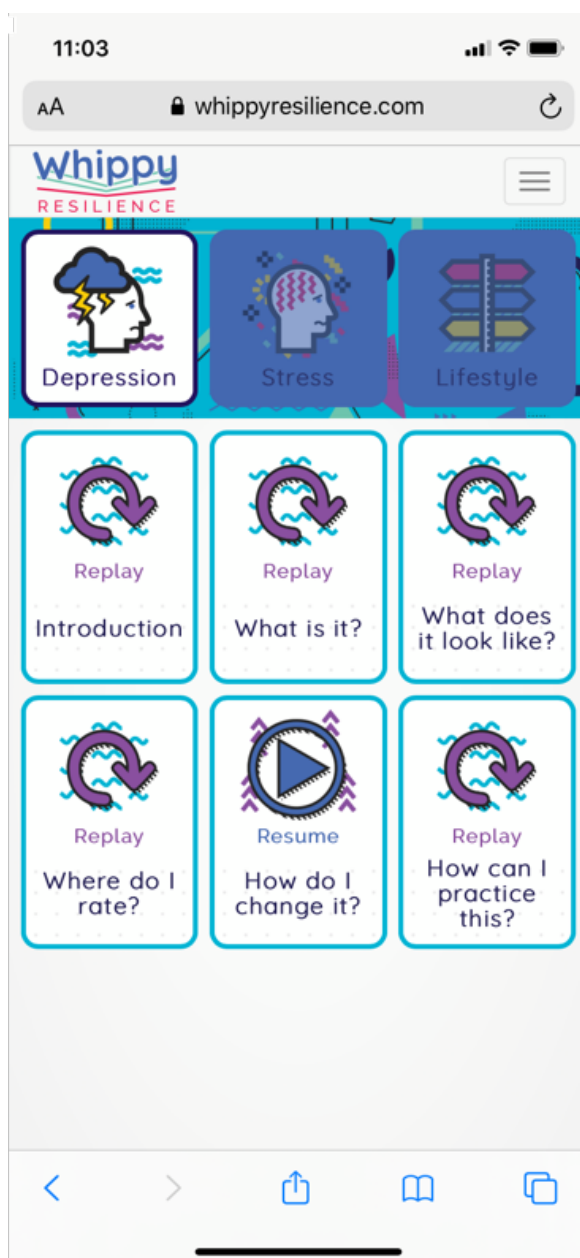 11:03
AA whippyresilience.com
Whippy
RESILIENCE
Depression Stress Lifestyle
Replay Replay Replay
Introduction What is it? What does
it look like?
Replay Resume Replay
Where do I How do I How can I
rate? change it? practice
this?